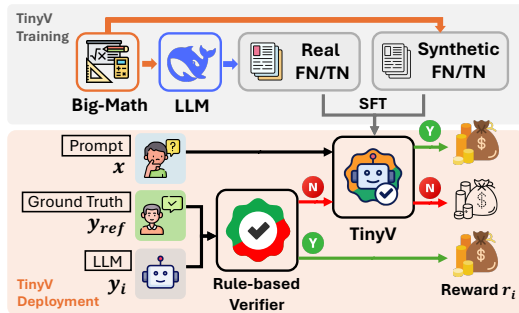 TinyV
Training
Big-Math
LLM
Real
FN/TN
Synthetic
FN/TN
SFT
Prompt
x
Ground Truth
y_ref
LLM
y_i
Rule-based
Verifier
N
Y
TinyV
Y
N
Reward r_i
TinyV
Deployment